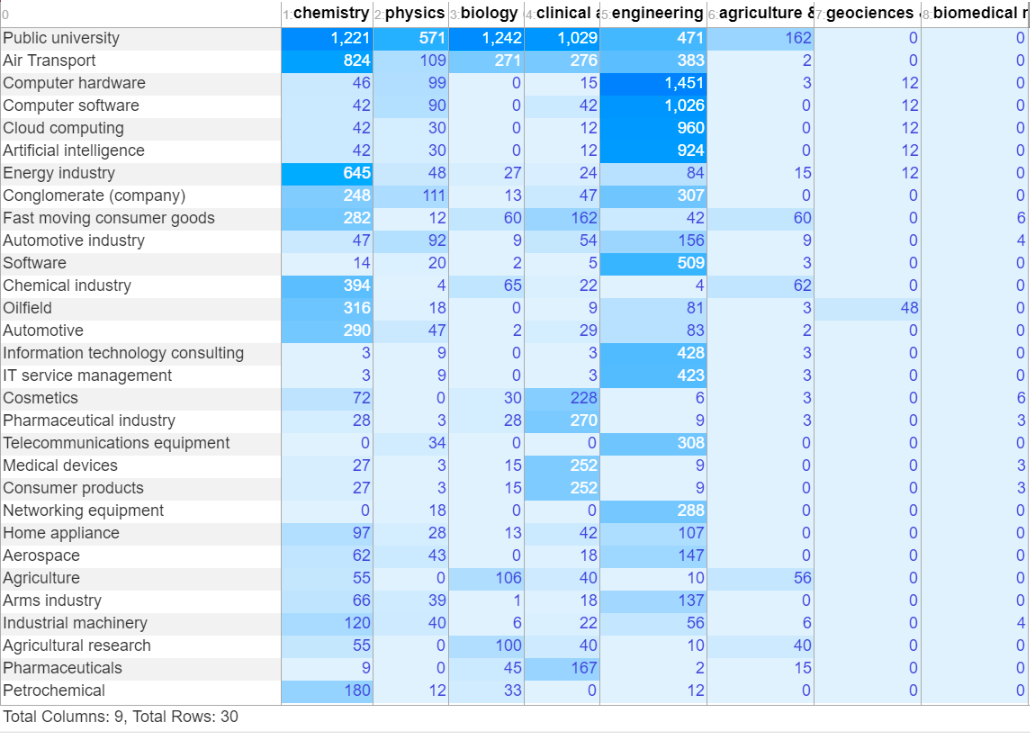 0 1: chemistry 2: physics 3: biology 4: clinical a 5: engineering 6: agriculture & 7: geosciences 8: biomedical r
Public university 1,221 571 1,242 1,029 471 162 0 0
Air Transport 824 109 271 276 383 2 0 0
Computer hardware 46 99 0 15 1,451 3 12 0
Computer software 42 90 0 42 1,026 0 12 0
Cloud computing 42 30 0 12 960 0 12 0
Artificial intelligence 42 30 0 12 924 0 12 0
Energy industry 645 48 27 24 84 15 12 0
Conglomerate (company) 248 111 13 47 307 0 0 0
Fast moving consumer goods 282 12 60 162 42 60 0 6
Automotive industry 47 92 9 54 156 9 0 4
Software 14 20 2 5 509 3 0 0
Chemical industry 394 4 65 22 4 62 0 0
Oilfield 316 18 0 9 81 3 48 0
Automotive 290 47 2 29 83 2 0 0
Information technology consulting 3 9 0 3 428 3 0 0
IT service management 3 9 0 3 423 3 0 0
Cosmetics 72 0 30 228 6 3 0 6
Pharmaceutical industry 28 3 28 270 9 3 0 3
Telecommunications equipment 0 34 0 0 308 0 0 0
Medical devices 27 3 15 252 9 0 0 3
Consumer products 27 3 15 252 9 0 0 3
Networking equipment 0 18 0 0 288 0 0 0
Home appliance 97 28 13 42 107 0 0 0
Aerospace 62 43 0 18 147 0 0 0
Agriculture 55 0 106 40 10 56 0 0
Arms industry 66 39 1 18 137 0 0 0
Industrial machinery 120 40 6 22 56 6 0 4
Agricultural research 55 0 100 40 10 40 0 0
Pharmaceuticals 9 0 45 167 2 15 0 0
Petrochemical 180 12 33 0 12 0 0 0
Total Columns: 9, Total Rows: 30